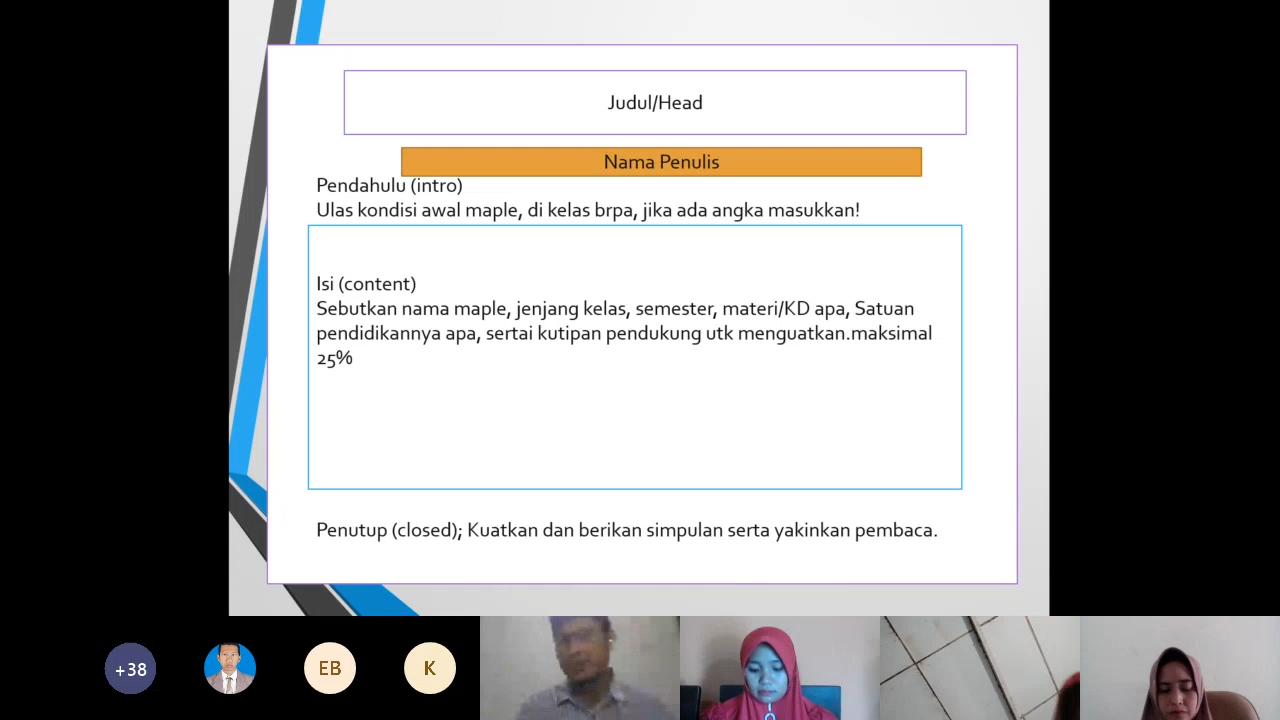 Judul/Head
Nama Penulis
Pendahulu (intro)
Ulas kondisi awal maple, di kelas brpa, jika ada angka masukkan!
Isi (content)
Sebutkan nama maple, jenjang kelas, semester, materi/KD apa, Satuan
pendidikannya apa, sertai kutipan pendukung utk menguatkan.maksimal
25%
Penutup (closed); Kuatkan dan berikan simpulan serta yakinkan pembaca.
+38
EB
K